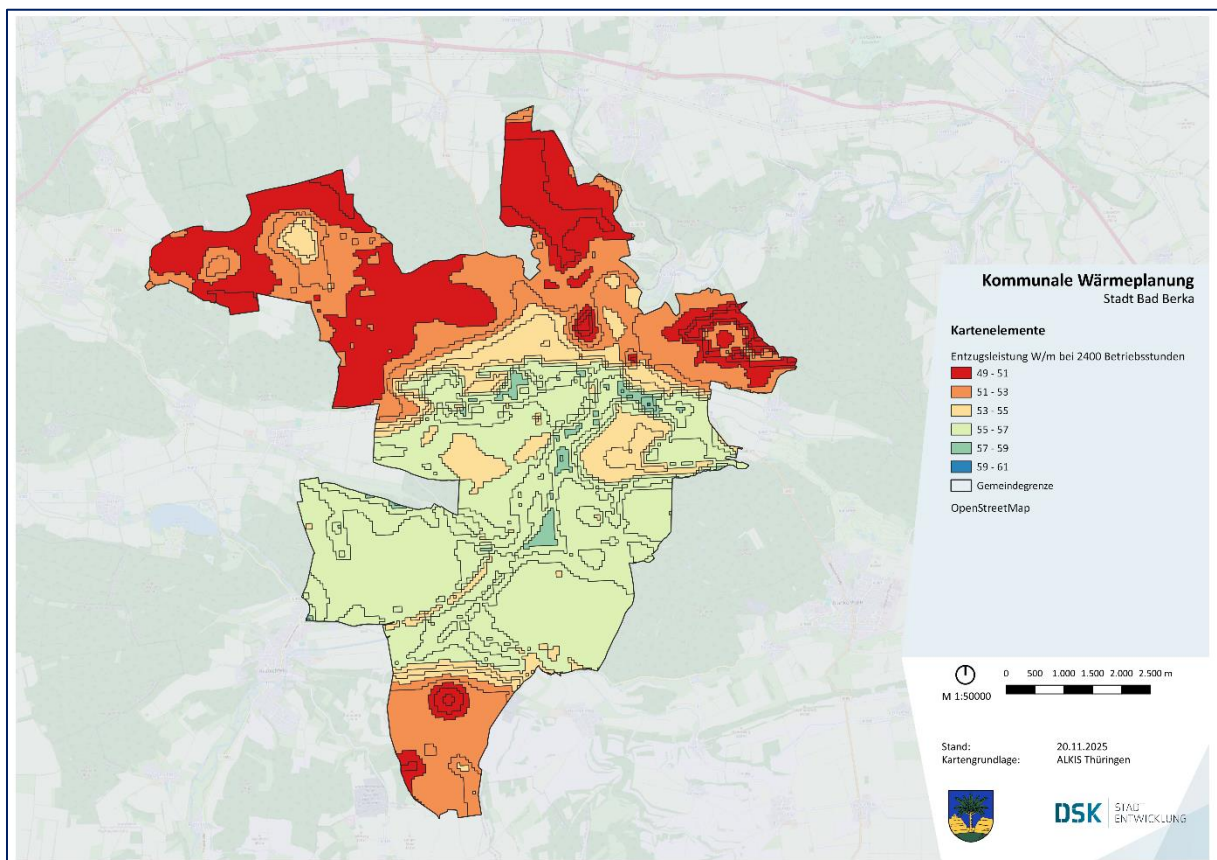 Kommunale Wärmeplanung
Stadt Bad Berka
Kartenelemente
Entzugsleistung W/m bei 2400 Betriebsstunden
49 - 51
51 - 53
53 - 55
55 - 57
57 - 59
59 - 61
Gemeindegrenze
OpenStreetMap
M 1:50000
0 500 1.000 1.500 2.000 2.500 m
Stand: 20.11.2025
Kartengrundlage: ALKIS Thüringen
DSK STADT
ENTWICKLUNG